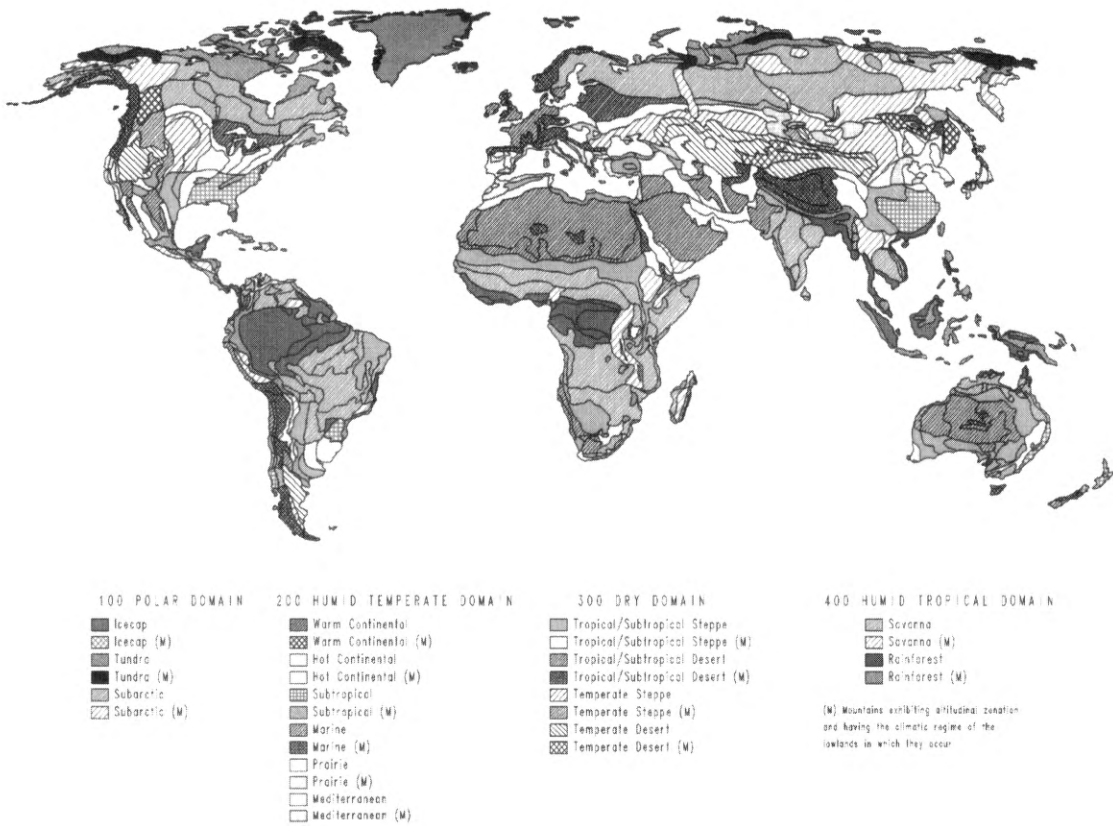 100 POLAR DOMAIN
Icecap
Icecap (M)
Tundra
Tundra (M)
Subarctic
Subarctic (M)
200 HUMID TEMPERATE DOMAIN
Warm Continental
Warm Continental (M)
Hot Continental
Hot Continental (M)
Subtropical
Subtropical (M)
Marine
Marine (M)
Prairie
Prairie (M)
Mediterranean
Mediterranean (M)
300 DRY DOMAIN
Tropical/Subtropical Steppe
Tropical/Subtropical Steppe (M)
Tropical/Subtropical Desert
Tropical/Subtropical Desert (M)
Temperate Steppe
Temperate Steppe (M)
Temperate Desert
Temperate Desert (M)
400 HUMID TROPICAL DOMAIN
Savanna
Savanna (M)
Rainforest
Rainforest (M)
(M) Mountains exhibiting altitudinal zonation
and having the climatic regime of the
lowlands in which they occur